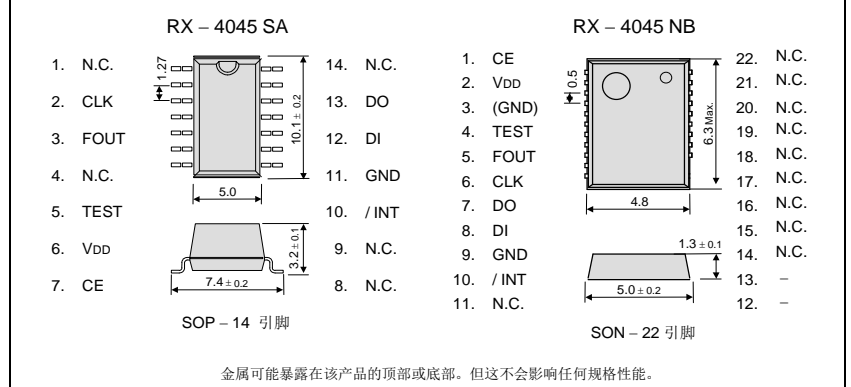 RX – 4045 SA
1. N.C.
2. CLK
3. FOUT
4. N.C.
5. TEST
6. VDD
7. CE
1.27
10.1 ± 0.2
5.0
14. N.C.
13. DO
12. DI
11. GND
10. / INT
9. N.C.
8. N.C.
3.2 ± 0.1
7.4 ± 0.2
SOP – 14 引脚
RX – 4045 NB
1. CE
2. VDD
3. (GND)
4. TEST
5. FOUT
6. CLK
7. DO
8. DI
9. GND
10. / INT
11. N.C.
0.5
6.3 Max.
4.8
22. N.C.
21. N.C.
20. N.C.
19. N.C.
18. N.C.
17. N.C.
16. N.C.
15. N.C.
14. N.C.
13. –
12. –
1.3 ± 0.1
5.0 ± 0.2
SON – 22 引脚
金属可能暴露在该产品的顶部或底部。但这不会影响任何规格性能。